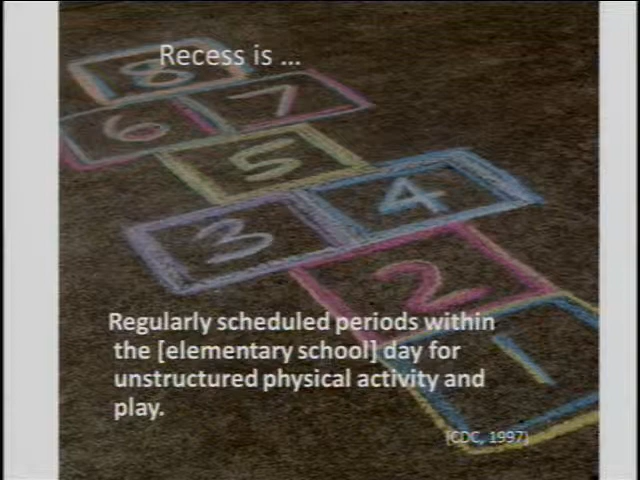 Recess is ...
8
6 7
5
3 4
2
1
Regularly scheduled periods within
the [elementary school] day for
unstructured physical activity and
play.
(CDC, 1997)